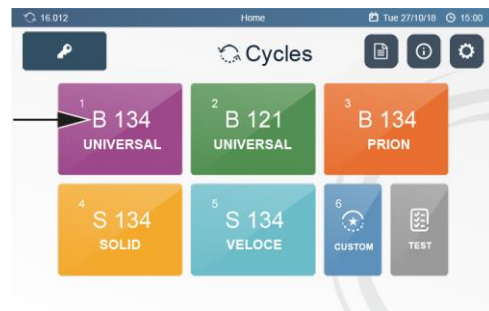 16.012 Home Tue 27/10/18 15:00
Cycles
1 2 3
B 134 B 121 B 134
UNIVERSAL UNIVERSAL PRION
4 5 6
S 134 S 134
SOLID VELOCE CUSTOM TEST